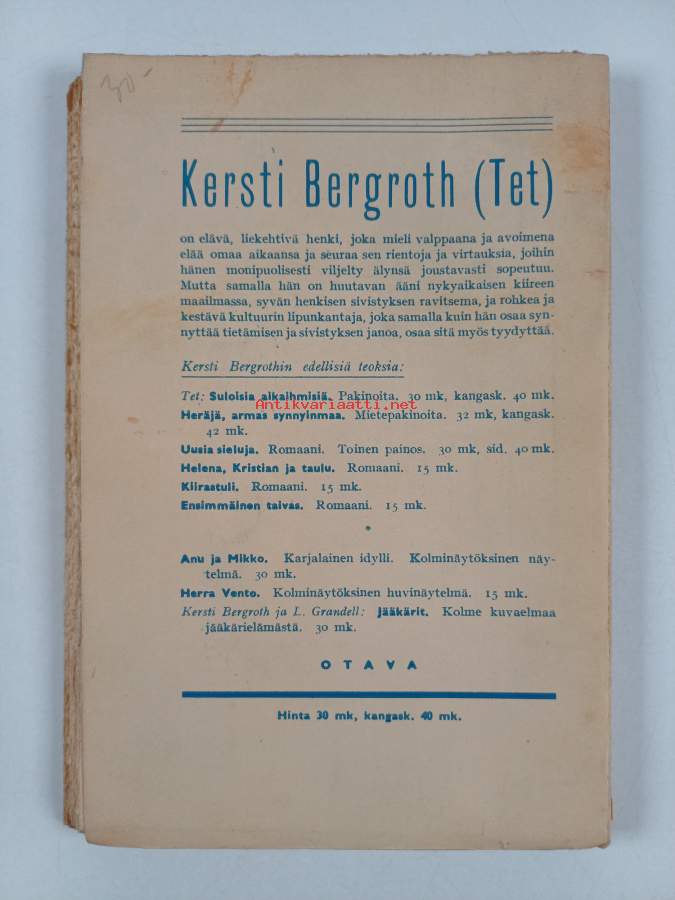 30-
Kersti Bergroth (Tet)
on elävä, liekehtivä henki, joka mieli valppaana ja avoimena
elää omaa aikaansa ja seuraa sen rientoja ja virtauksia, joihin
hänen monipuolisesti viljelty älynsä joustavasti sopeutuu.
Mutta samalla hän on huutavan ääni nykyaikaisen kiireen
maailmassa, syvän henkisen sivistyksen ravitsema, ja rohkea ja
kestävä kultuurin lipunkantaja, joka samalla kuin hän osaa syn-
nyttää tietämisen ja sivistyksen janoa, osaa sitä myös tyydyttää.
Kersti Bergrothin edellisiä teoksia:
Tet: Suloisia aikaihmisiä. Pakinoita. 30 mk, kangask. 40 mk.
Antikvariaatti.net
Heräjä, armas synnyinmaa. Mietepakinoita. 32 mk, kangask.
42 mk.
Uusia sieluja. Romaani. Toinen painos. 30 mk, sid. 40 mk.
Helena, Kristian ja taulu. Romaani. 15 mk.
Kiirastuli. Romaani. 15 mk.
Ensimmäinen taivas. Romaani. 15 mk.
Anu ja Mikko. Karjalainen idylli. Kolminäytöksinen näy-
telmä. 30 mk.
Herra Vento. Kolminäytöksinen huvinäytelmä. 15 mk.
Kersti Bergroth ja L. Grandell: Jääkärit. Kolme kuvaelmaa
jääkärielämästä. 30 mk.
OTAVA
Hinta 30 mk, kangask. 40 mk.